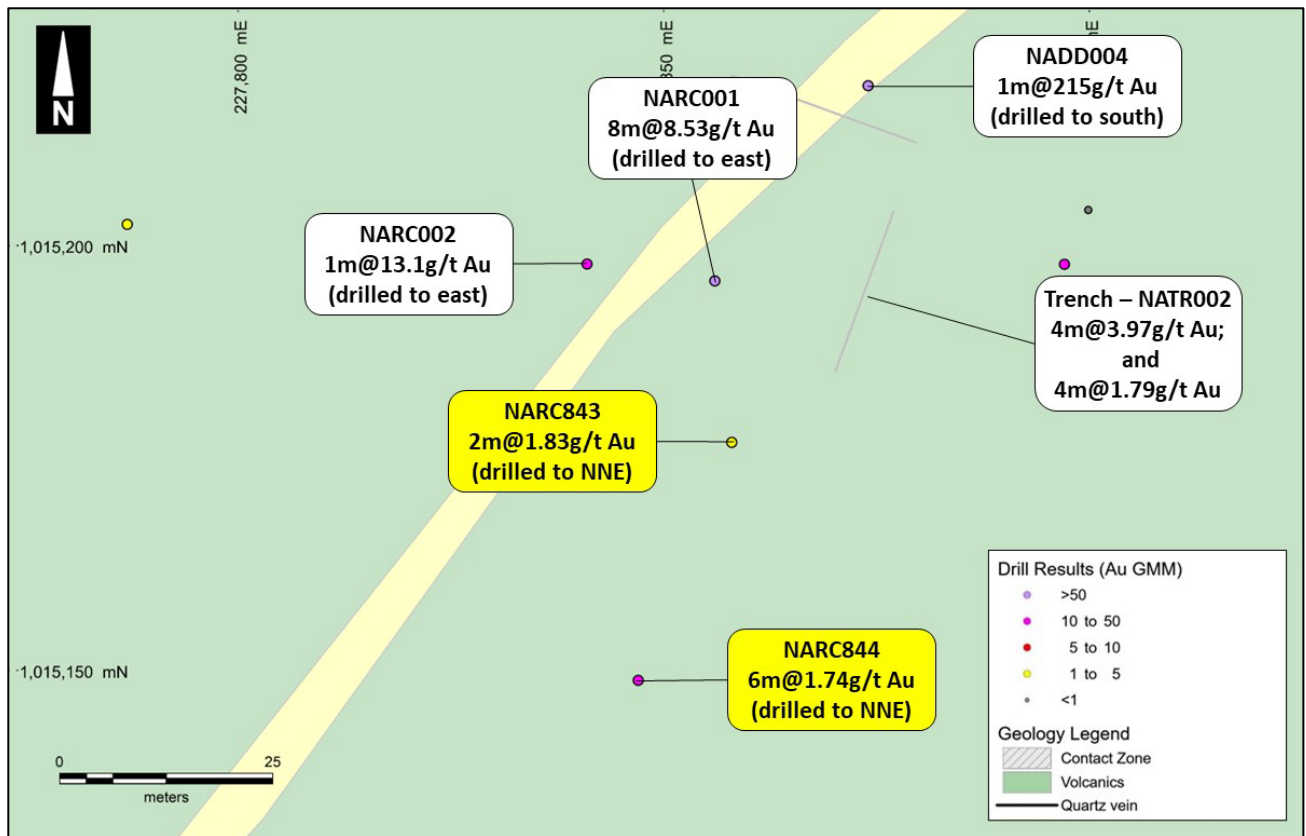 N
227,800 mE
850 mE
mE
1,015,200 mN
1,015,150 mN
NADD004
1m@215g/t Au
(drilled to south)
NARC001
8m@8.53g/t Au
(drilled to east)
NARC002
1m@13.1g/t Au
(drilled to east)
Trench – NATR002
4m@3.97g/t Au;
and
4m@1.79g/t Au
NARC843
2m@1.83g/t Au
(drilled to NNE)
NARC844
6m@1.74g/t Au
(drilled to NNE)
0 25
meters
Drill Results (Au GMM)
>50
10 to 50
5 to 10
1 to 5
<1
Geology Legend
Contact Zone
Volcanics
Quartz vein